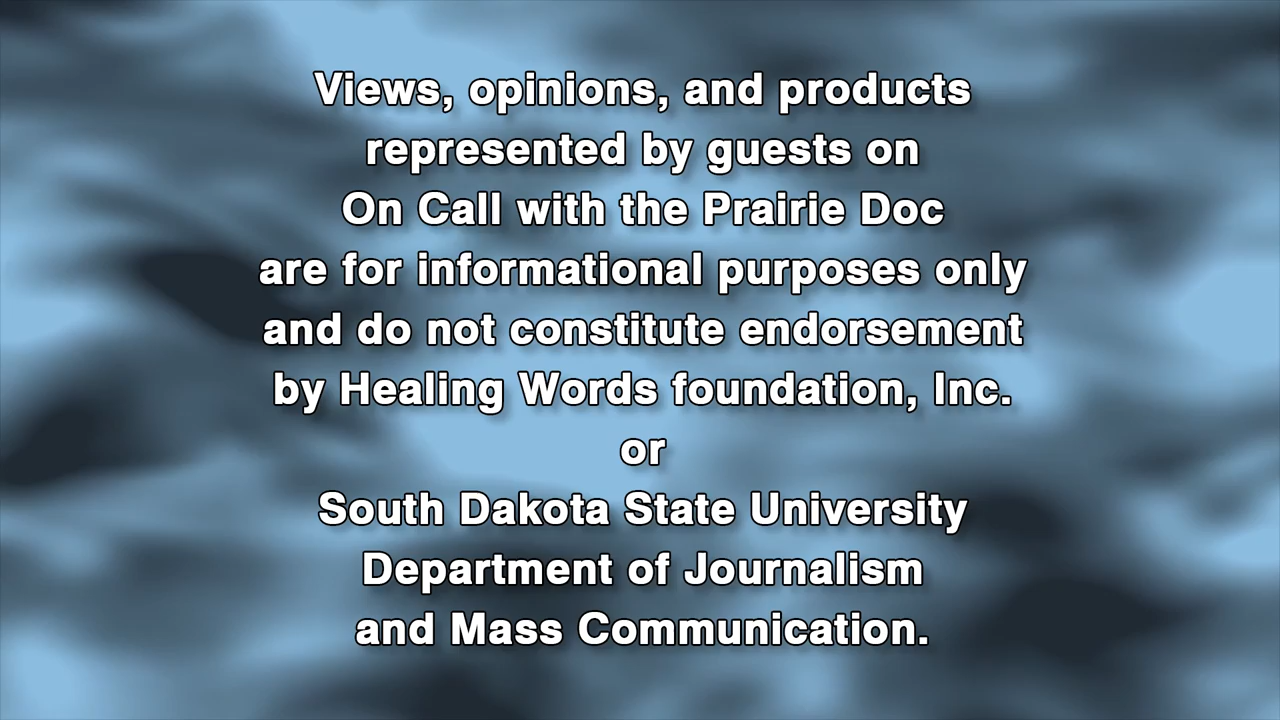 Views, opinions, and products
represented by guests on
On Call with the Prairie Doc
are for informational purposes only
and do not constitute endorsement
by Healing Words foundation, Inc.
or
South Dakota State University
Department of Journalism
and Mass Communication.